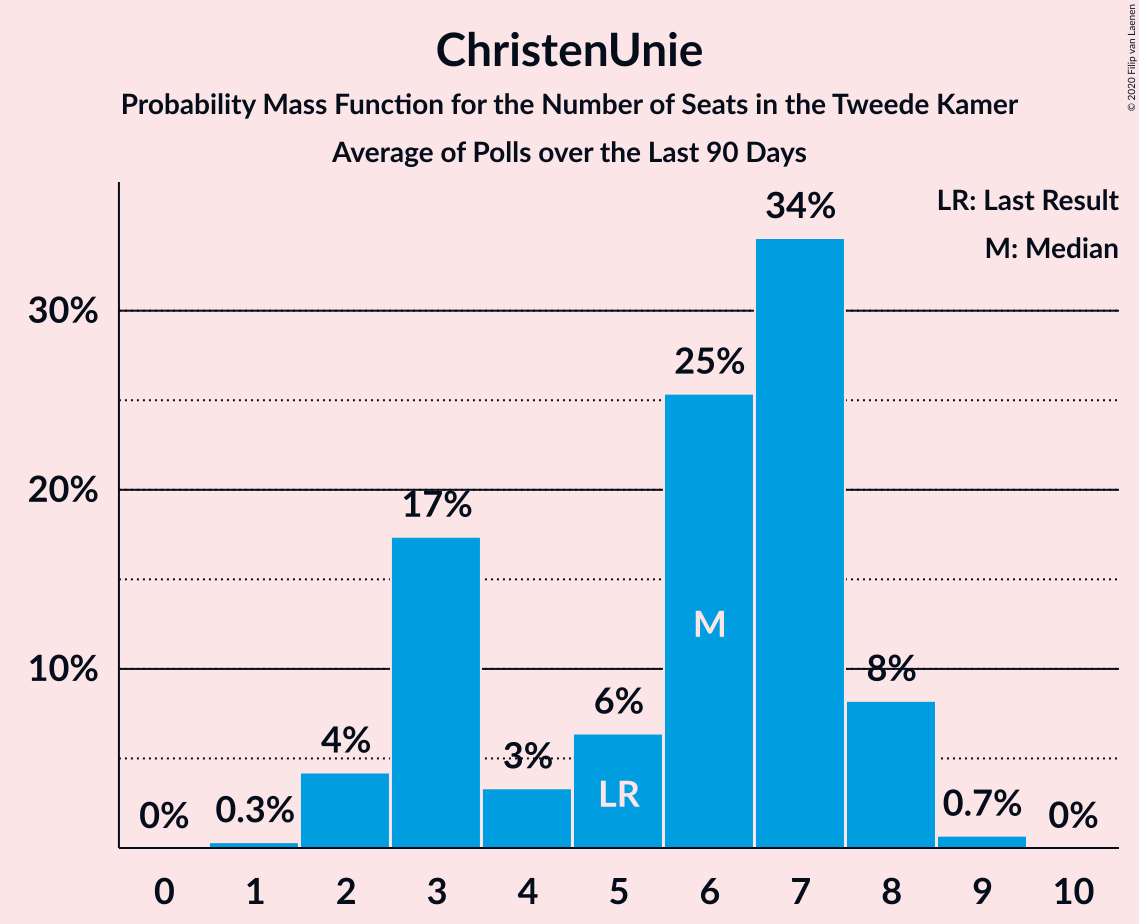 ChristenUnie
Probability Mass Function for the Number of Seats in the Tweede Kamer
Average of Polls over the Last 90 Days
© 2020 Filip van Laenen
LR: Last Result
M: Median
34%
30%
25%
20%
17%
M
10%
8%
6%
4%
3%
LR
0%
0.3%
0.7%
0%
0 1 2 3 4 5 6 7 8 9 10